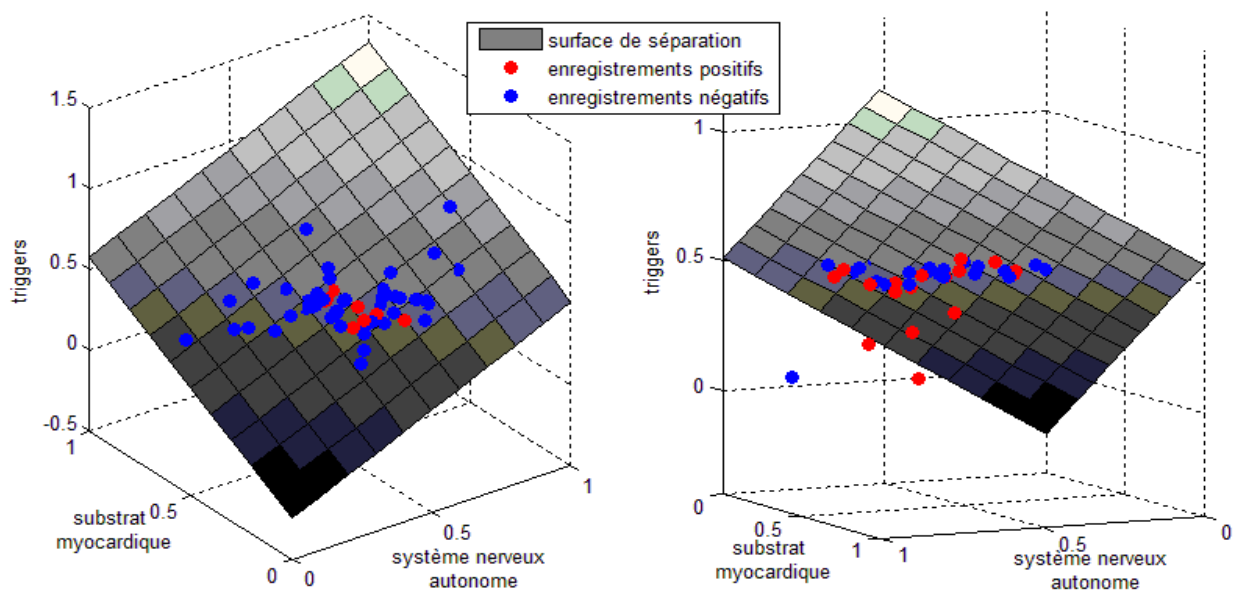 surface de séparation
enregistrements positifs
enregistrements négatifs
1.5
1
0.5
0
-0.5
triggers
1
0.5
0
substrat
myocardique
0
0.5
1
système nerveux
autonome
1
0.5
0
triggers
0
0.5
1
substrat
myocardique
1
0.5
0
système nerveux
autonome